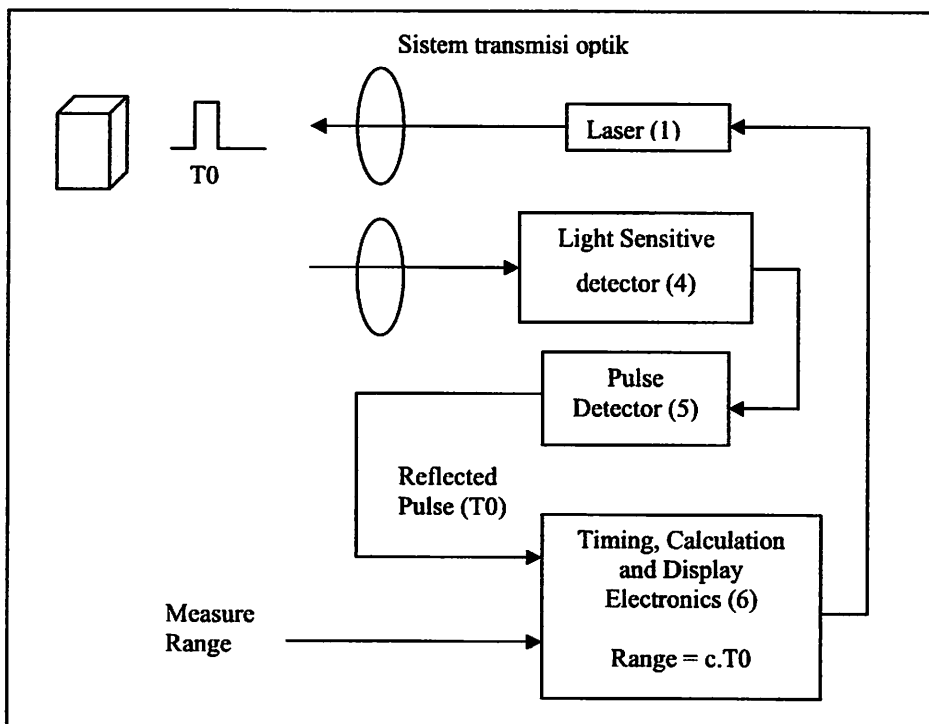 Sistem transmisi optik
Laser (1)
T0
Light Sensitive
detector (4)
Pulse
Detector (5)
Reflected
Pulse (T0)
Timing, Calculation
and Display
Electronics (6)
Measure
Range
Range = c.T0